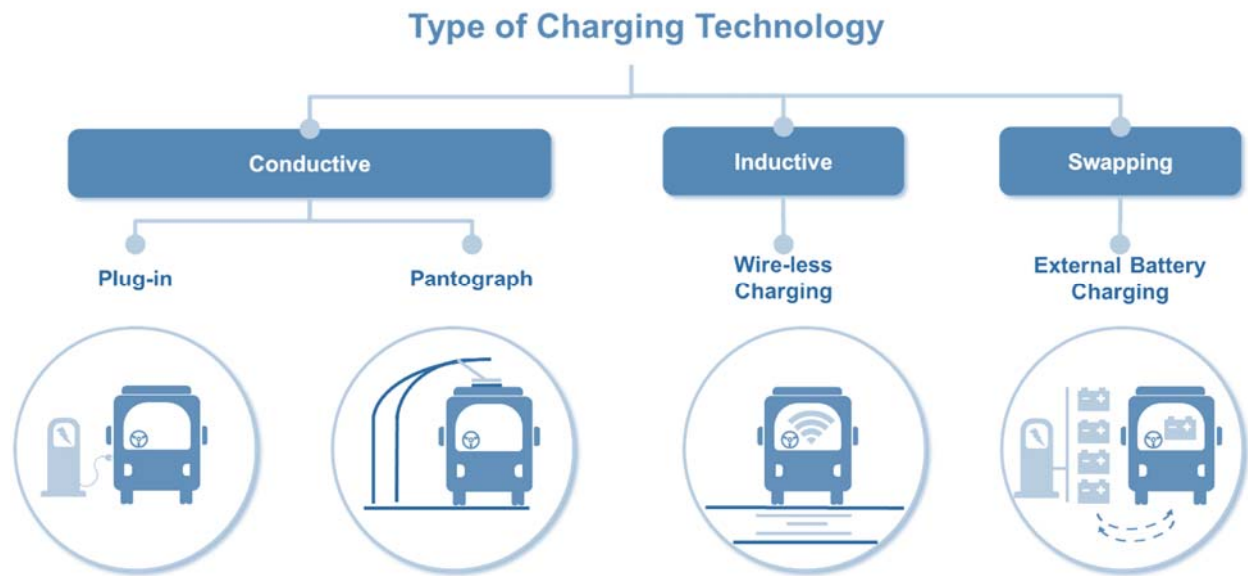 Type of Charging Technology
Conductive
Inductive
Swapping
Plug-in
Pantograph
Wire-less
Charging
External Battery
Charging